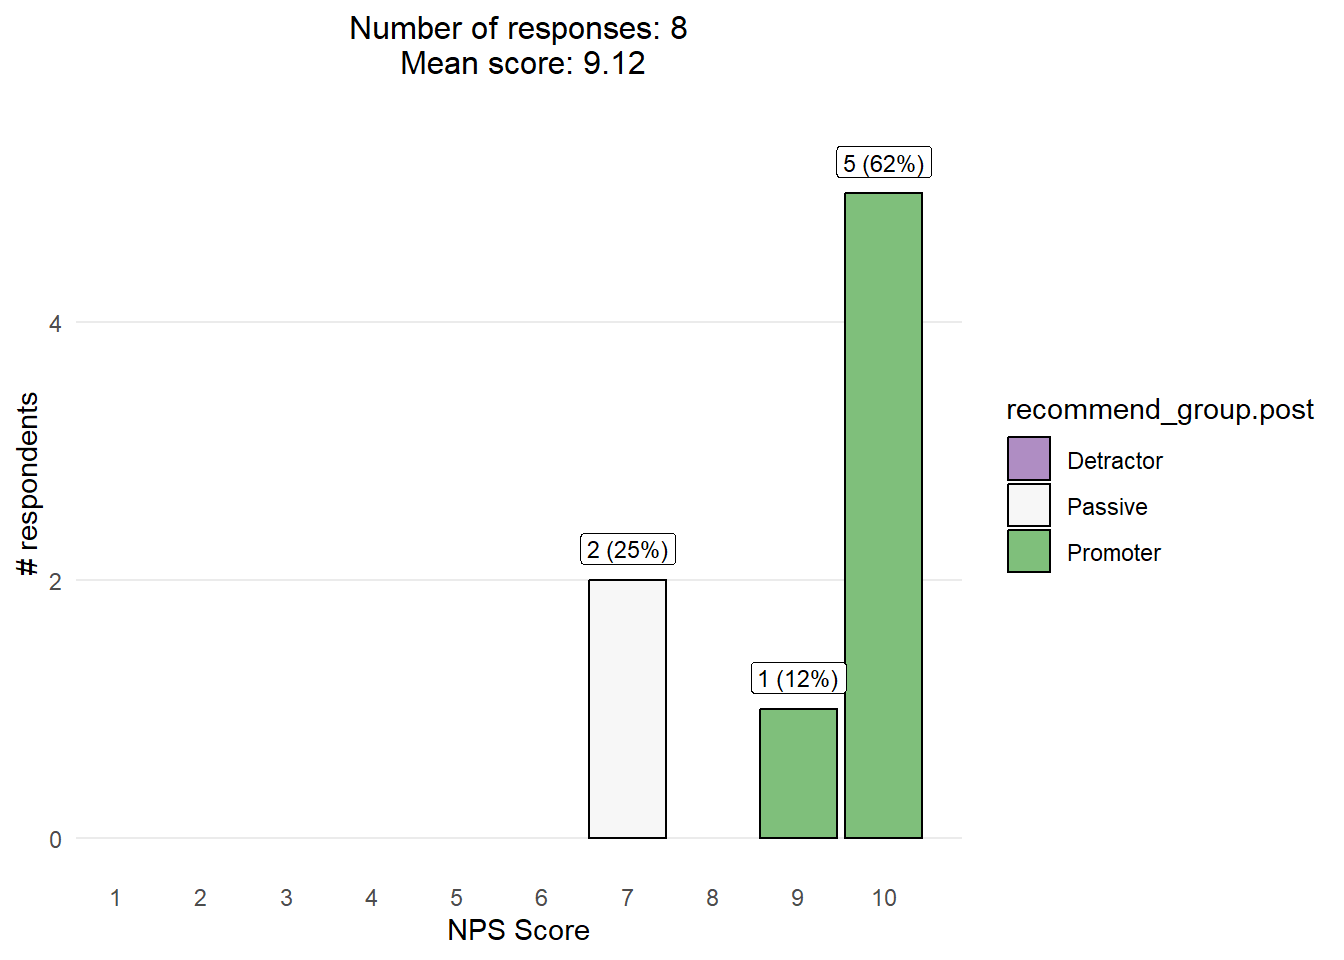 Number of responses: 8
Mean score: 9.12
5 (62%)
4
2 (25%)
2
1 (12%)
0
# respondents
1 2 3 4 5 6 7 8 9 10
NPS Score
recommend_group.post
Detractor
Passive
Promoter